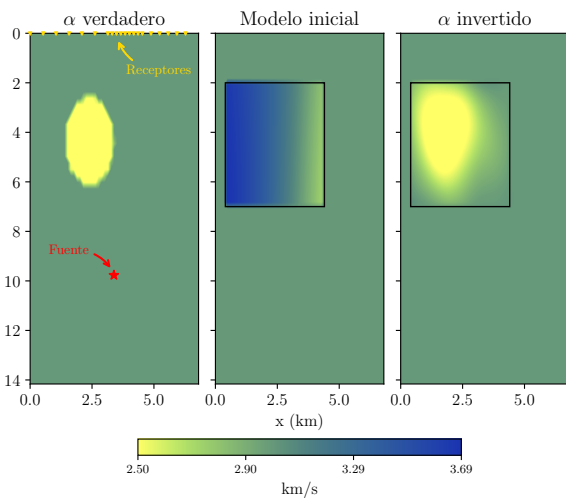 α verdadero
Modelo inicial
α invertido
0
2
4
6
8
10
12
14
Receptores
Fuente
0.0 2.5 5.0
0.0 2.5 5.0
0.0 2.5 5.0
x (km)
2.50 2.90 3.29 3.69
km/s